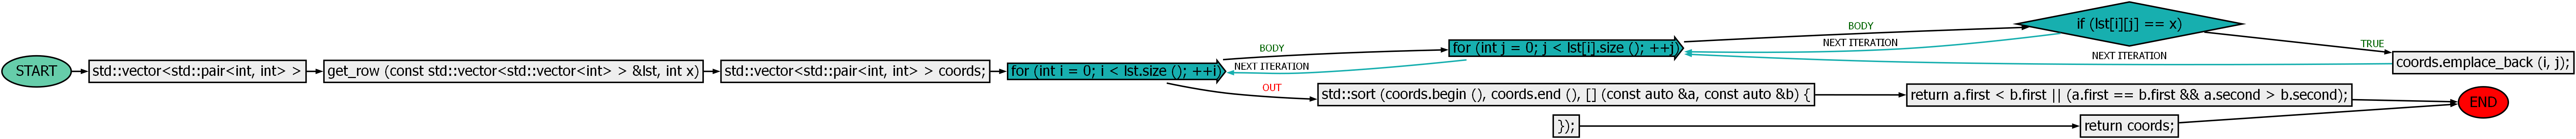 START
std::vector<std::pair<int, int> >
get_row (const std::vector<std::vector<int> > &lst, int x)
std::vector<std::pair<int, int> > coords;
for (int i = 0; i < lst.size (); ++i)
BODY
NEXT ITERATION
OUT
for (int j = 0; j < lst[i].size (); ++j)
BODY
NEXT ITERATION
if (lst[i][j] == x)
TRUE
NEXT ITERATION
coords.emplace_back (i, j);
std::sort (coords.begin (), coords.end (), [] (const auto &a, const auto &b) {
return a.first < b.first || (a.first == b.first && a.second > b.second);
END
});
return coords;